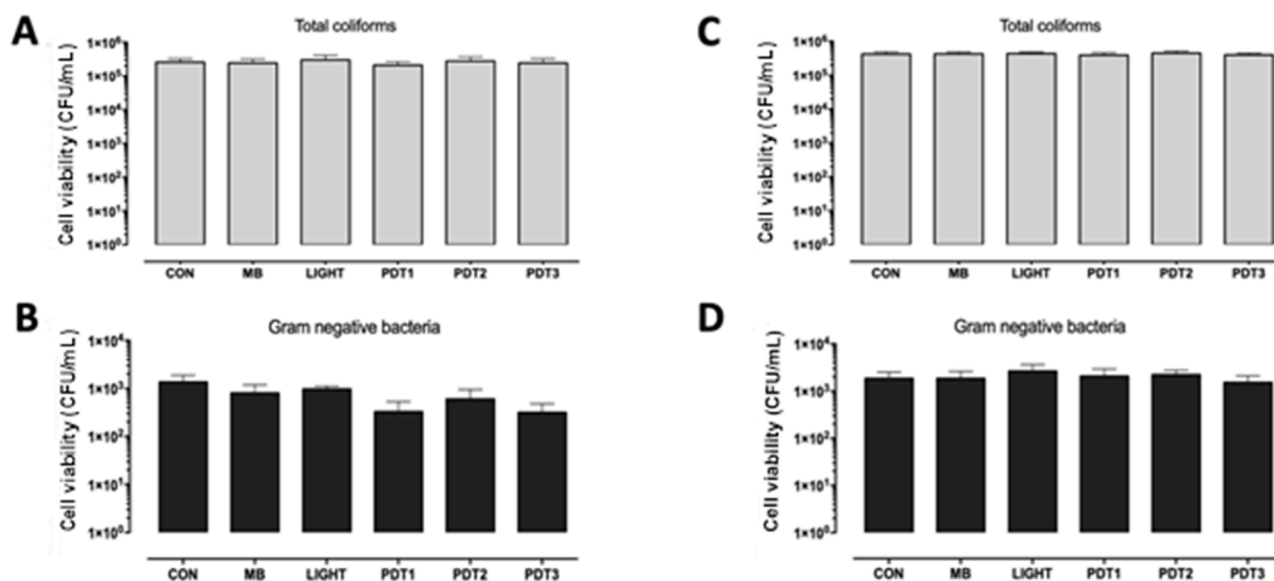 A
Total coliforms
Cell viability (CFU/mL)
1×10⁶
1×10⁵
1×10⁴
1×10³
1×10²
1×10¹
1×10⁰
CON MB LIGHT PDT1 PDT2 PDT3
B
Gram negative bacteria
Cell viability (CFU/mL)
1×10⁴
1×10³
1×10²
1×10¹
1×10⁰
CON MB LIGHT PDT1 PDT2 PDT3
C
Total coliforms
Cell viability (CFU/mL)
1×10⁶
1×10⁵
1×10⁴
1×10³
1×10²
1×10¹
1×10⁰
CON MB LIGHT PDT1 PDT2 PDT3
D
Gram negative bacteria
Cell viability (CFU/mL)
1×10⁴
1×10³
1×10²
1×10¹
1×10⁰
CON MB LIGHT PDT1 PDT2 PDT3